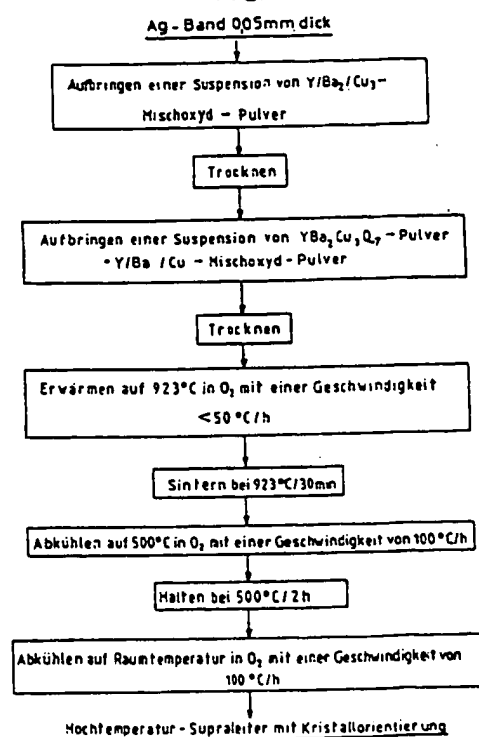 Ag-Band 0,05mm dick
Aufbringen einer Suspension von Y/Ba₂/Cu₃-
Mischoxyd - Pulver
Trocknen
Aufbringen einer Suspension von YBa₂Cu₃O₇ - Pulver
- Y/Ba /Cu - Mischoxyd - Pulver
Trocknen
Erwärmen auf 923°C in O₂ mit einer Geschwindigkeit
<50°C/h
Sintern bei 923°C/30min
Abkühlen auf 500°C in O₂ mit einer Geschwindigkeit von 100°C/h
Halten bei 500°C/2h
Abkühlen auf Raumtemperatur in O₂ mit einer Geschwindigkeit von
100°C/h
Hochtemperatur - Supraleiter mit Kristallorientierung